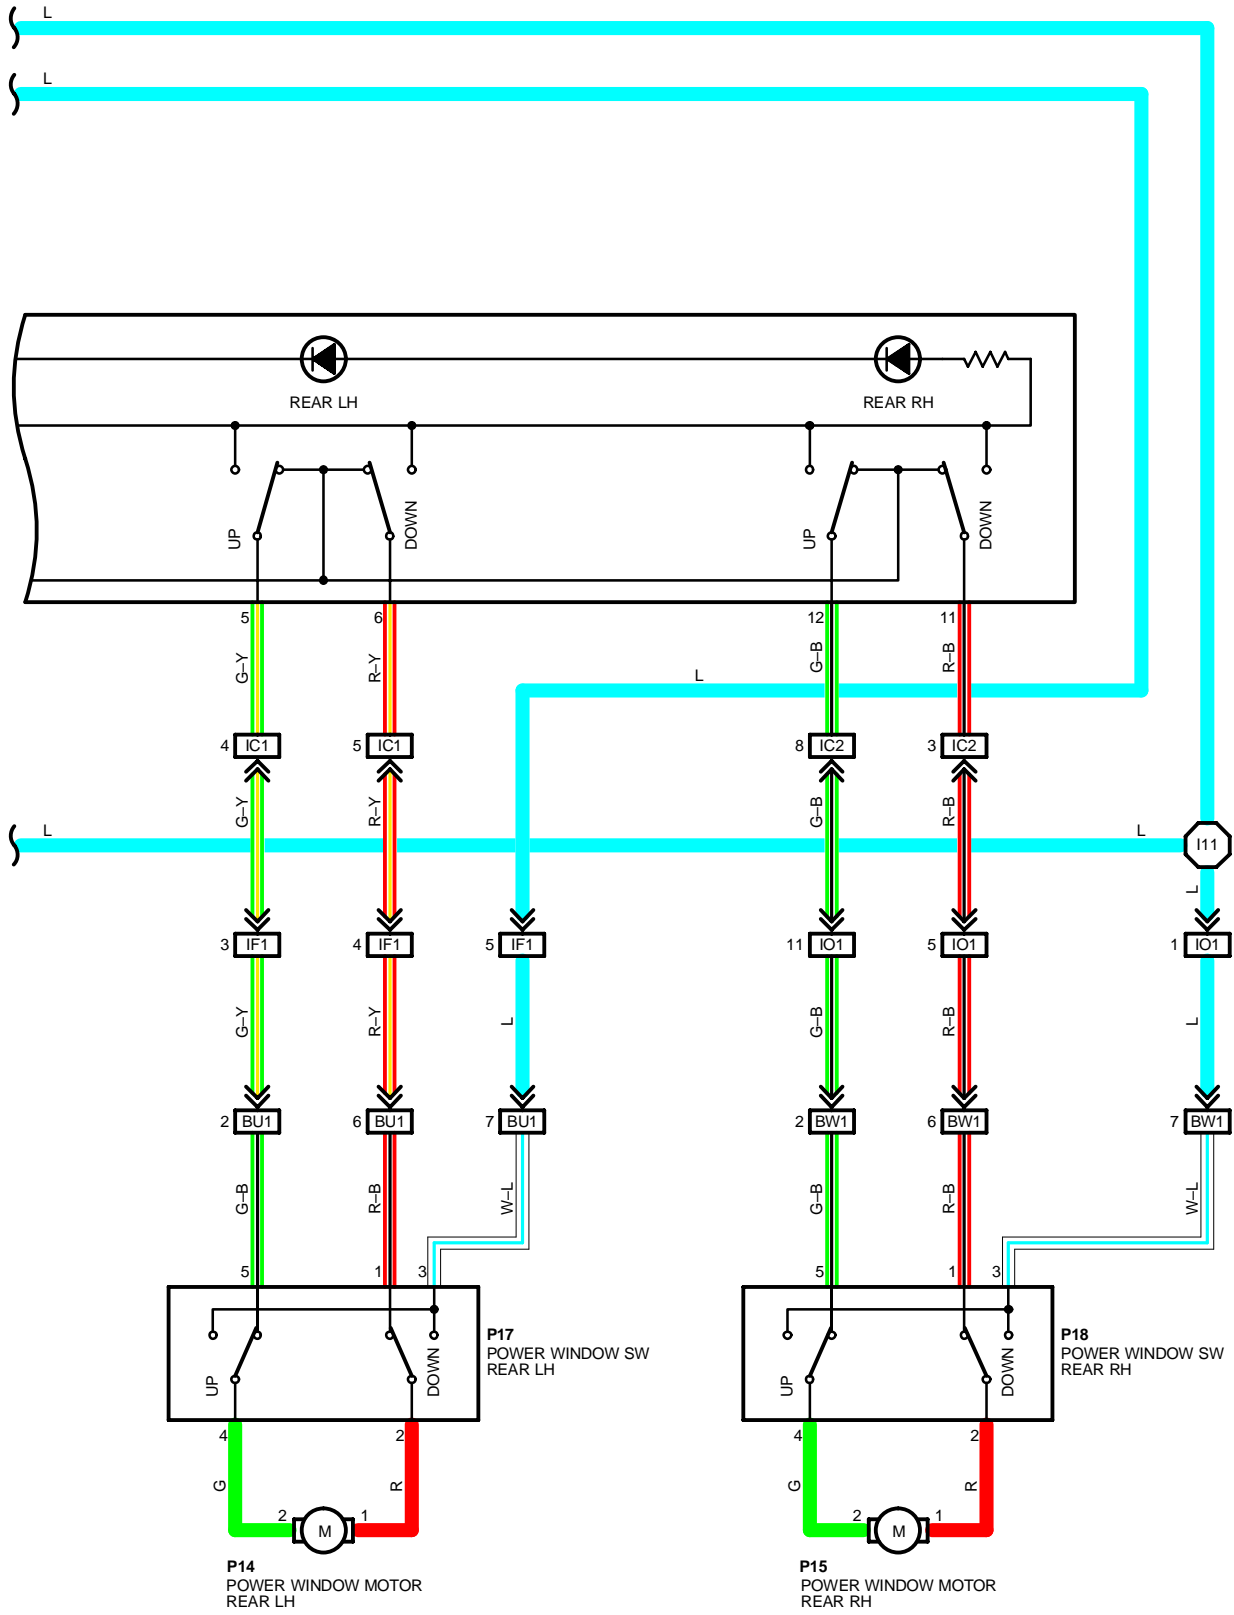 L
L
REAR LH
REAR RH
UP
DOWN
UP
DOWN
5
6
12
11
G–Y
R–Y
G–B
R–B
L
4 IC1
5 IC1
8 IC2
3 IC2
G–Y
R–Y
G–B
R–B
L
L
I11
L
3 IF1
4 IF1
5 IF1
11 IO1
5 IO1
1 IO1
G–Y
R–Y
L
G–B
R–B
L
2 BU1
6 BU1
7 BU1
2 BW1
6 BW1
7 BW1
G–B
R–B
W–L
G–B
R–B
W–L
5
1
3
5
1
3
UP
DOWN
P17
POWER WINDOW SW
REAR LH
UP
DOWN
P18
POWER WINDOW SW
REAR RH
4
2
4
2
G
R
G
R
2
M
1
2
M
1
P14
POWER WINDOW MOTOR
REAR LH
P15
POWER WINDOW MOTOR
REAR RH